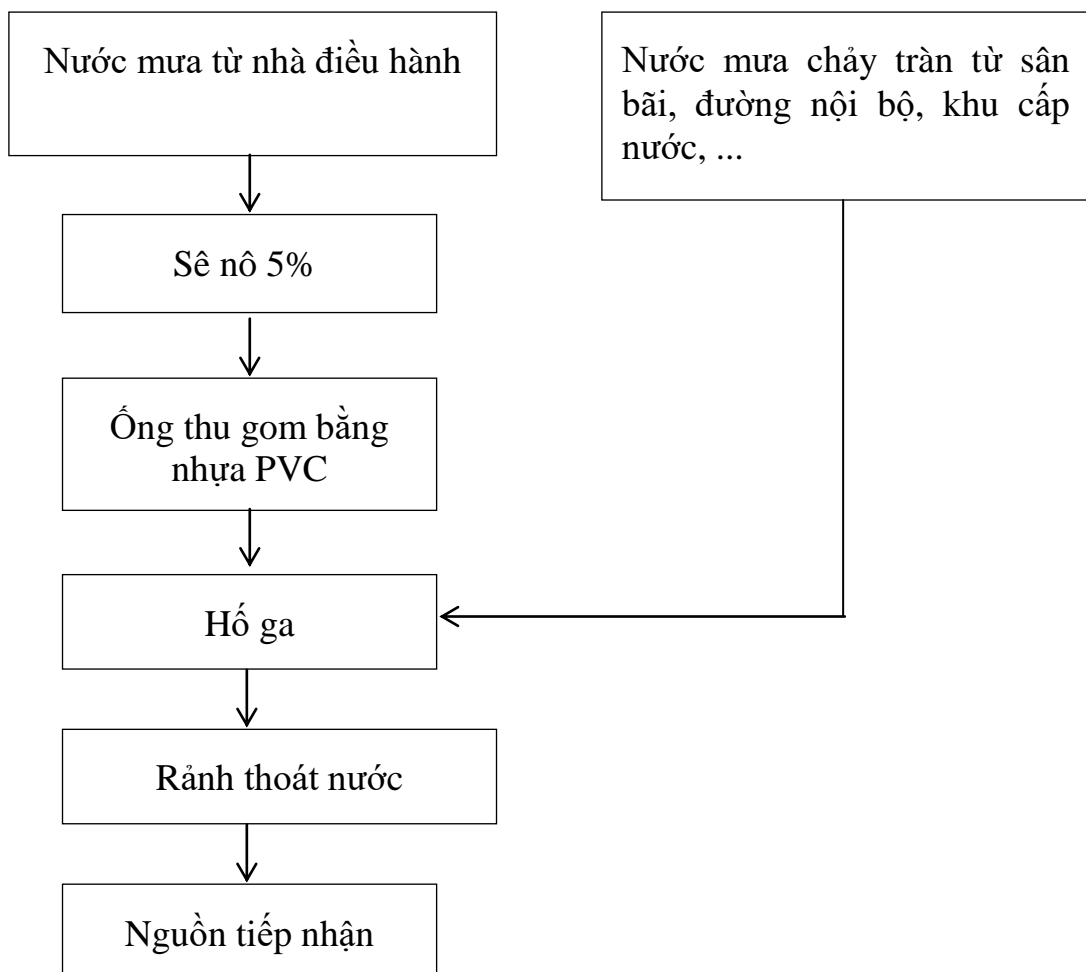 Nước mưa từ nhà điều hành
Nước mưa chảy tràn từ sân
bãi, đường nội bộ, khu cấp
nước, ...
Sê nô 5%
Ống thu gom bằng
nhựa PVC
Hố ga
Rảnh thoát nước
Nguồn tiếp nhận